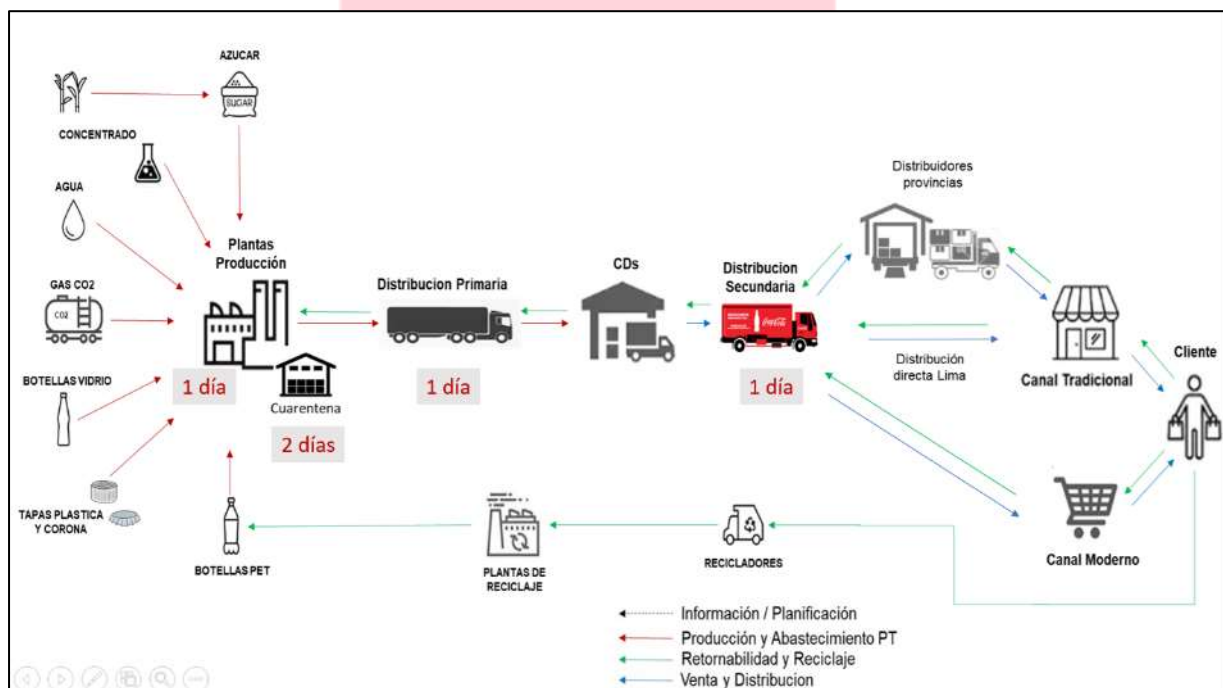 AZUCAR
SUGAR
CONCENTRADO
AGUA
Plantas
Producción
GAS CO2
CO2
BOTELLAS VIDRIO
1 día
Cuarentena
2 días
TAPAS PLASTICA
Y CORONA
BOTELLAS PET
Distribucion Primaria
1 día
CDs
Distribucion
Secundaria
Coca-Cola
1 día
Distribuidores
provincias
Distribución
directa Lima
Canal Tradicional
Cliente
Canal Moderno
PLANTAS DE
RECICLAJE
RECICLADORES
Información / Planificación
Producción y Abastecimiento PT
Retornabilidad y Reciclaje
Venta y Distribucion